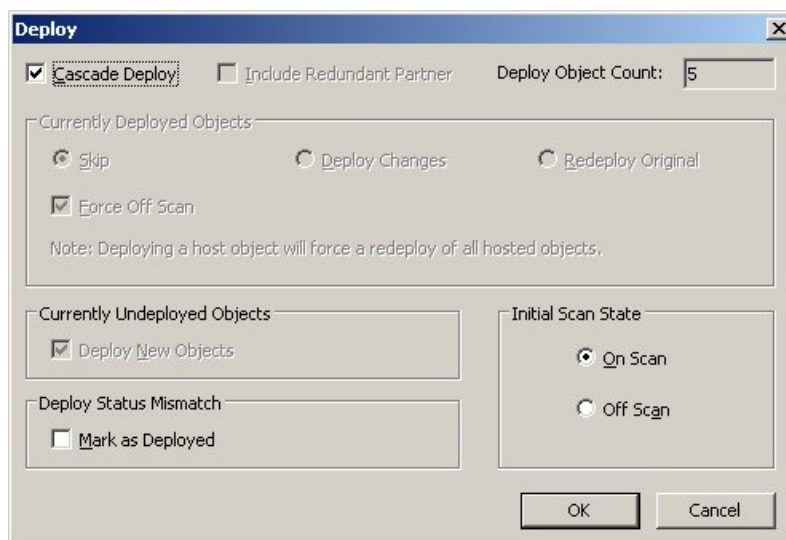 Deploy
Cascade Deploy Include Redundant Partner Deploy Object Count: 5
Currently Deployed Objects
Skip Deploy Changes Redeploy Original
Force Off Scan
Note: Deploying a host object will force a redeploy of all hosted objects.
Currently Undeployed Objects Initial Scan State
Deploy New Objects
On Scan
Deploy Status Mismatch
Off Scan
Mark as Deployed
OK Cancel